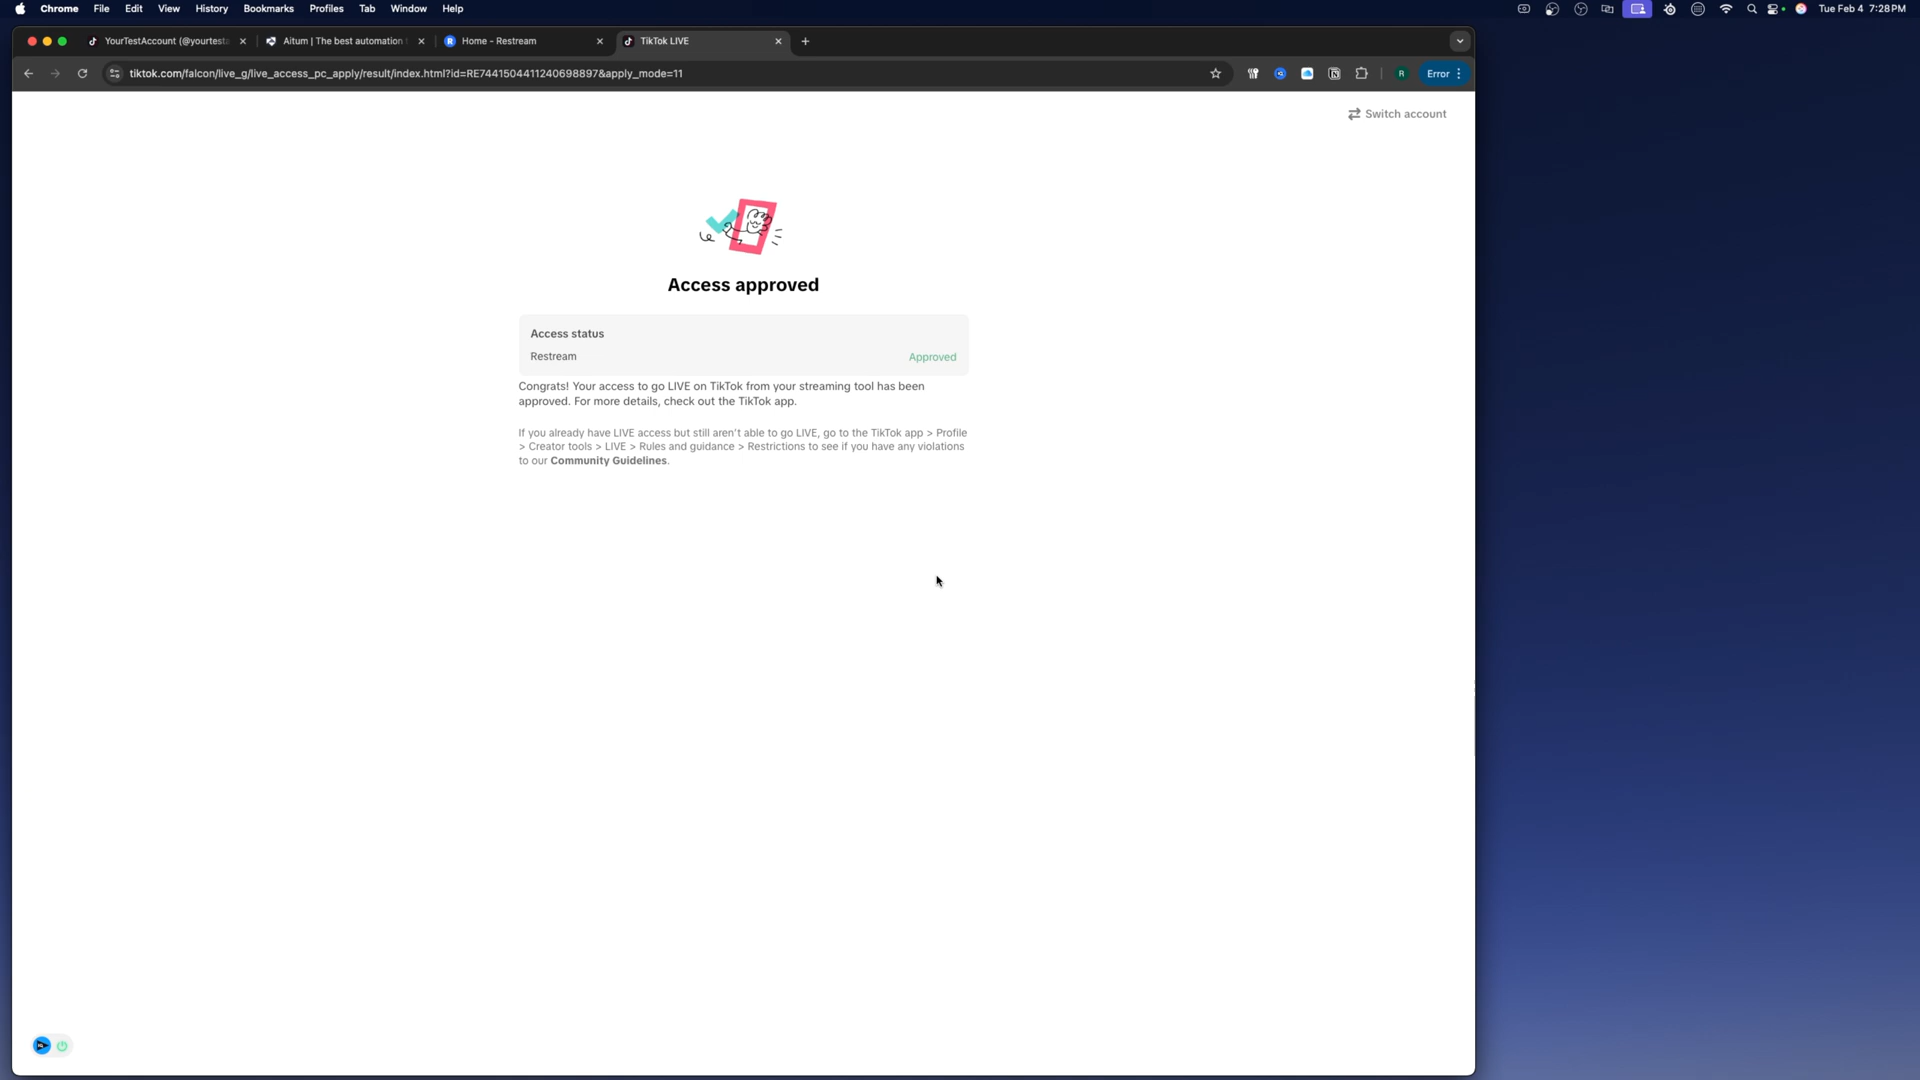 Chrome File Edit View History Bookmarks Profiles Tab Window Help Tue Feb 4 7:28 PM
YourTestAccount (@yourtest Aitum | The best automation Home - Restream TikTok LIVE
tiktok.com/falcon/live_g/live_access_pc_apply/result/index.html?id=RE7441504411240698897&apply_mode=11 R Error
Switch account
Access approved
Access status
Restream Approved
Congrats! Your access to go LIVE on TikTok from your streaming tool has been
approved. For more details, check out the TikTok app.
If you already have LIVE access but still aren't able to go LIVE, go to the TikTok app > Profile
> Creator tools > LIVE > Rules and guidance > Restrictions to see if you have any violations
to our Community Guidelines.